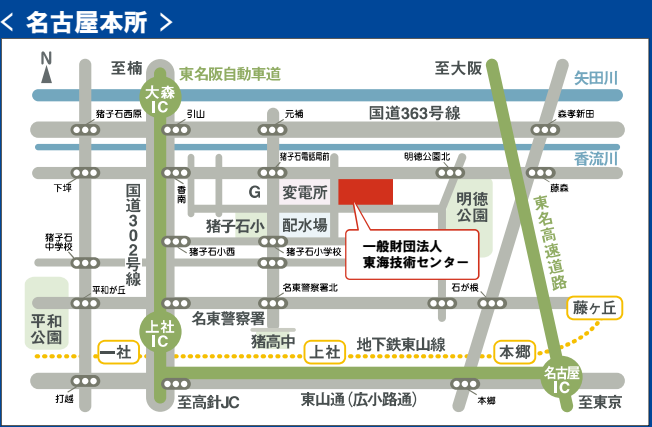 < 名古屋本所 >
N
至楠
東名阪自動車道
至大阪
矢田川
大森
IC
猪子石西原
引山
元補
国道363号線
森孝新田
香流川
猪子石電話局前
明徳公園北
下坪
香南
G
変電所
藤森
国道302号線
猪子石小
配水場
明徳
公園
東名高速道路
猪子石
中学校
猪子石小西
猪子石小学校
一般財団法人
東海技術センター
平和が丘
名東警察署北
石が根
平和
公園
名東警察署
藤ヶ丘
上社
IC
猪高中
一社
上社
地下鉄東山線
本郷
名古屋
IC
打越
至高針JC
東山通（広小路通）
本郷
至東京